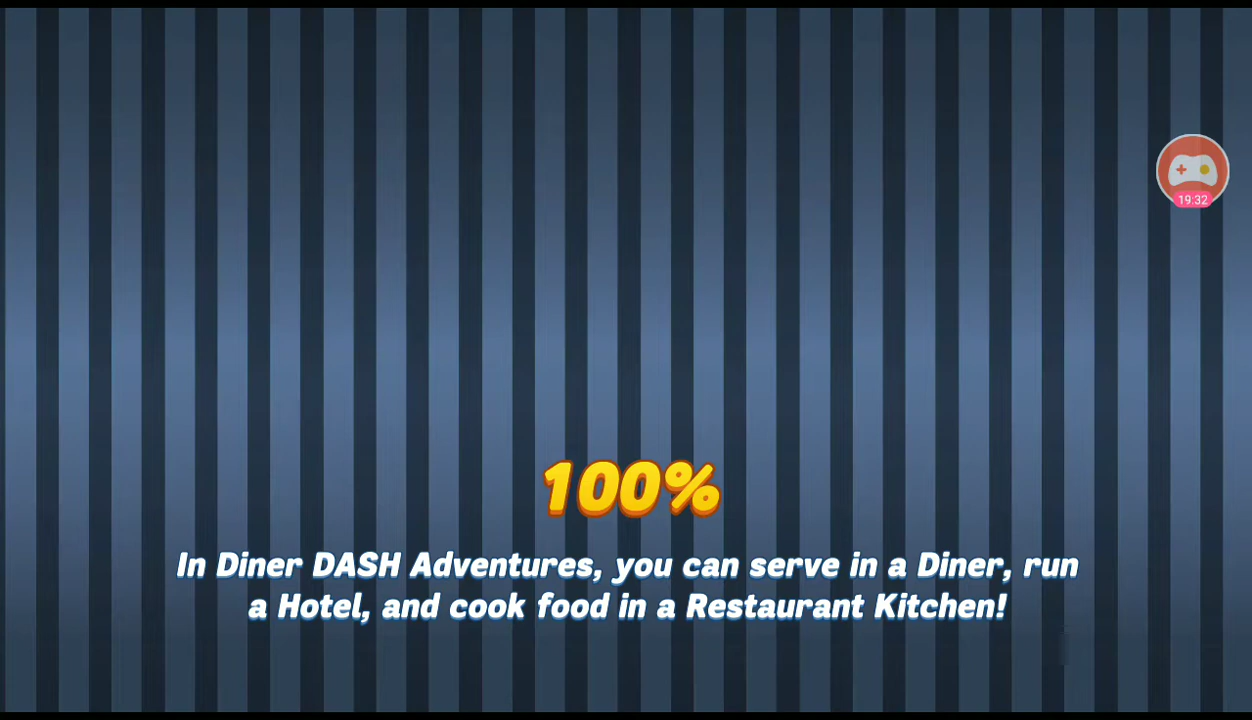 19:32
100%
In Diner DASH Adventures, you can serve in a Diner, run
a Hotel, and cook food in a Restaurant Kitchen!